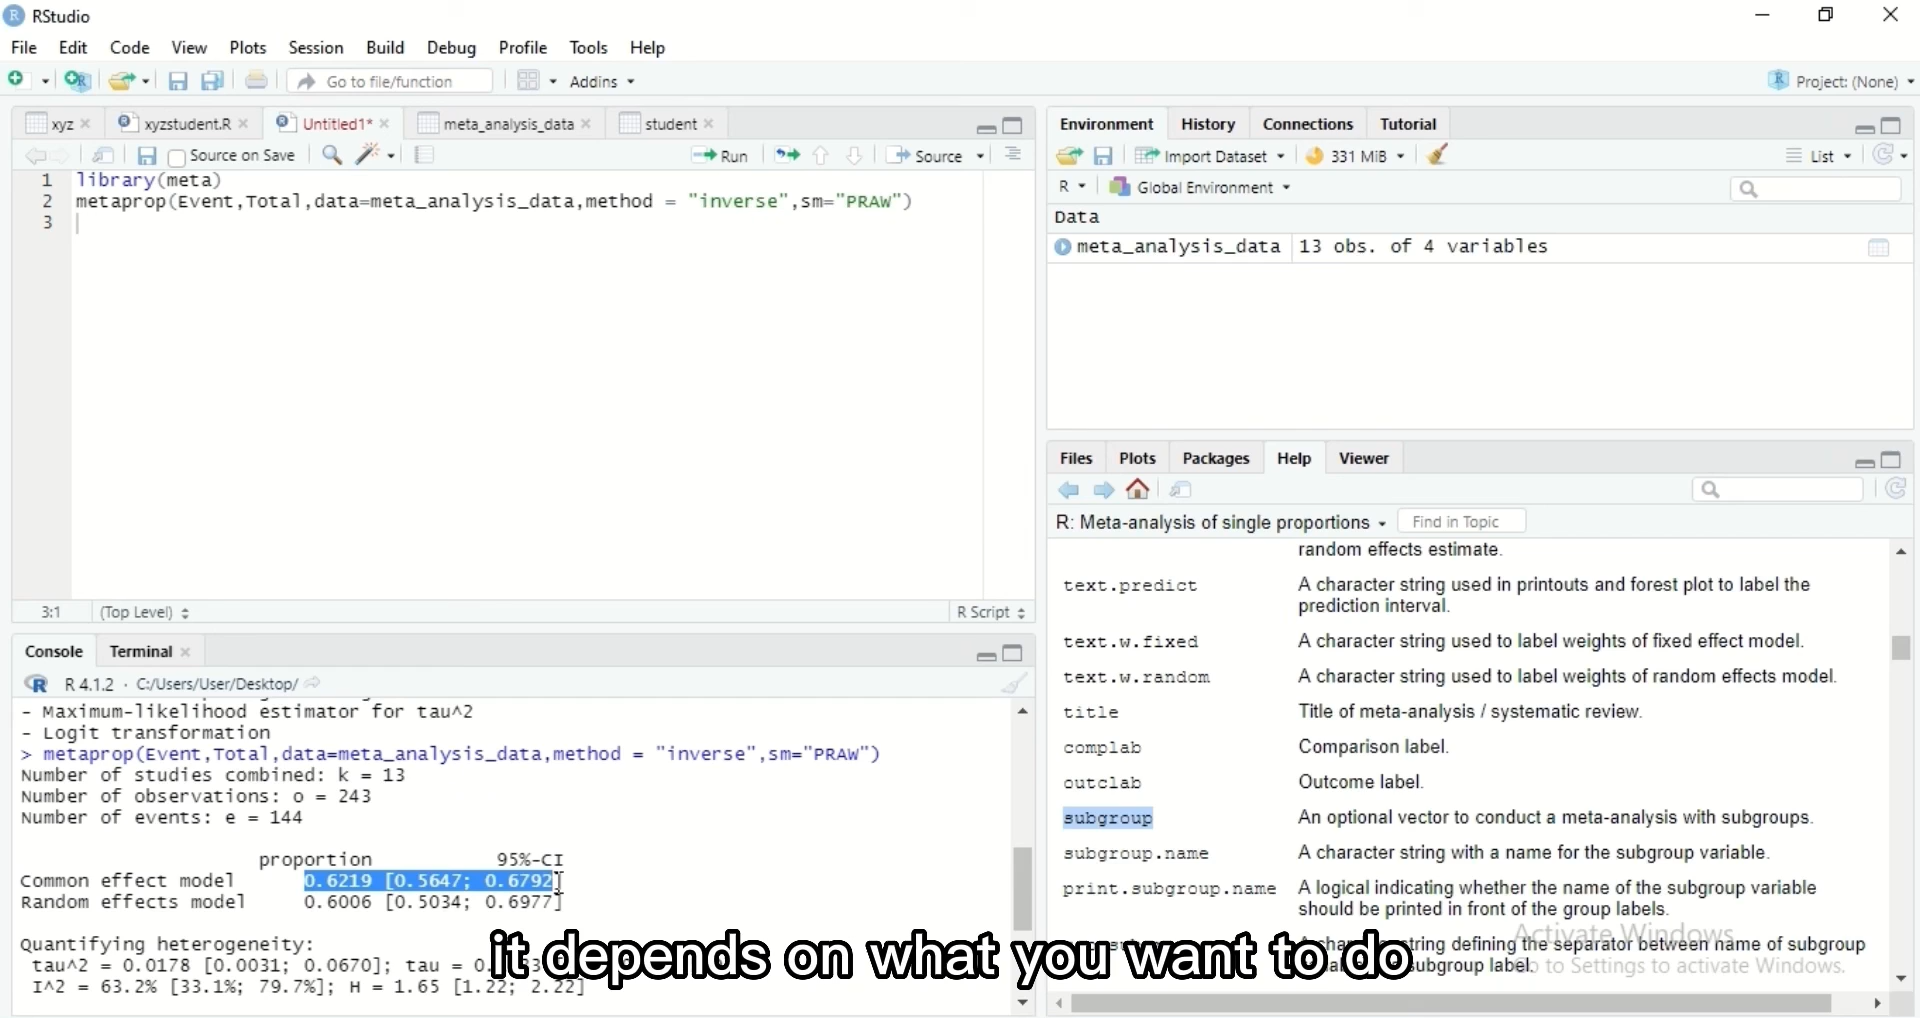 RStudio
File Edit Code View Plots Session Build Debug Profile Tools Help
Go to file/function Addins Project: (None)
xyz xyzstudent.R Untitled1* meta_analysis_data student
Source on Save Run Source
1 library(meta)
2 metaprop(Event,Total,data=meta_analysis_data,method = "inverse",sm="PRAW")
3
3:1 (Top Level) R Script
Console Terminal
R 4.1.2 · C:/Users/User/Desktop/
- Maximum-likelihood estimator for tau^2
- Logit transformation
> metaprop(Event,Total,data=meta_analysis_data,method = "inverse",sm="PRAW")
Number of studies combined: k = 13
Number of observations: o = 243
Number of events: e = 144
proportion 95%-CI
Common effect model 0.6219 [0.5647; 0.6792]
Random effects model 0.6006 [0.5034; 0.6977]
Quantifying heterogeneity:
tau^2 = 0.0178 [0.0031; 0.0670]; tau =
I^2 = 63.2% [33.1%; 79.7%]; H = 1.65 [1.22; 2.22]
Environment History Connections Tutorial
Import Dataset 331 MiB List
R Global Environment
Data
meta_analysis_data 13 obs. of 4 variables
Files Plots Packages Help Viewer
R: Meta-analysis of single proportions Find in Topic
random effects estimate.
text.predict A character string used in printouts and forest plot to label the
prediction interval.
text.w.fixed A character string used to label weights of fixed effect model.
text.w.random A character string used to label weights of random effects model.
title Title of meta-analysis / systematic review.
complab Comparison label.
outclab Outcome label.
subgroup An optional vector to conduct a meta-analysis with subgroups.
subgroup.name A character string with a name for the subgroup variable.
print.subgroup.name A logical indicating whether the name of the subgroup variable
should be printed in front of the group labels.
string defining the separator between name of subgroup
subgroup label.
Activate Windows
Go to Settings to activate Windows.
it depends on what you want to do